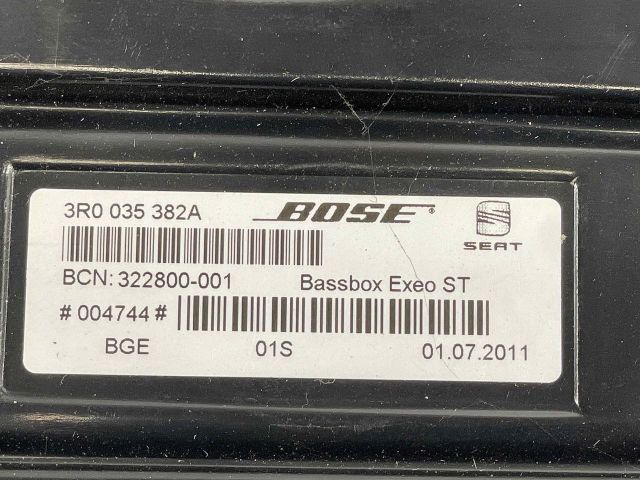 3R0 035 382A BOSE®
SEAT
BCN: 322800-001 Bassbox Exeo ST
# 004744 #
BGE 01S 01.07.2011